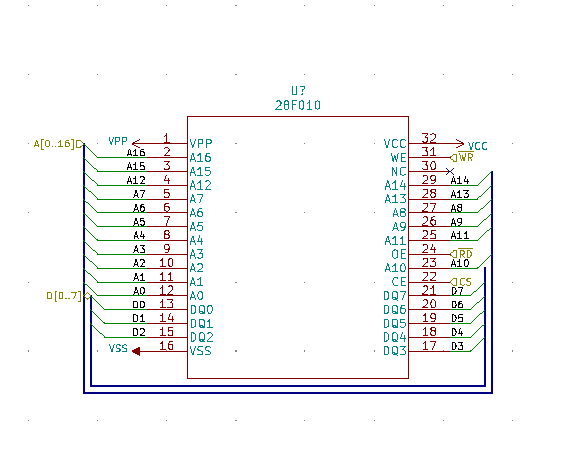 U?
28F010
A[0..16] VPP 1 VPP VCC 32 VCC
A16 2 A16 WE 31 WR
A15 3 A15 NC 30
A12 4 A12 A14 29 A14
A7 5 A7 A13 28 A13
A6 6 A6 A8 27 A8
A5 7 A5 A9 26 A9
A4 8 A4 A11 25 A11
A3 9 A3 OE 24 RD
A2 10 A2 A10 23 A10
A1 11 A1 CE 22 CS
D[0..7] A0 12 A0 DQ7 21 D7
D0 13 DQ0 DQ6 20 D6
D1 14 DQ1 DQ5 19 D5
D2 15 DQ2 DQ4 18 D4
VSS 16 VSS DQ3 17 D3